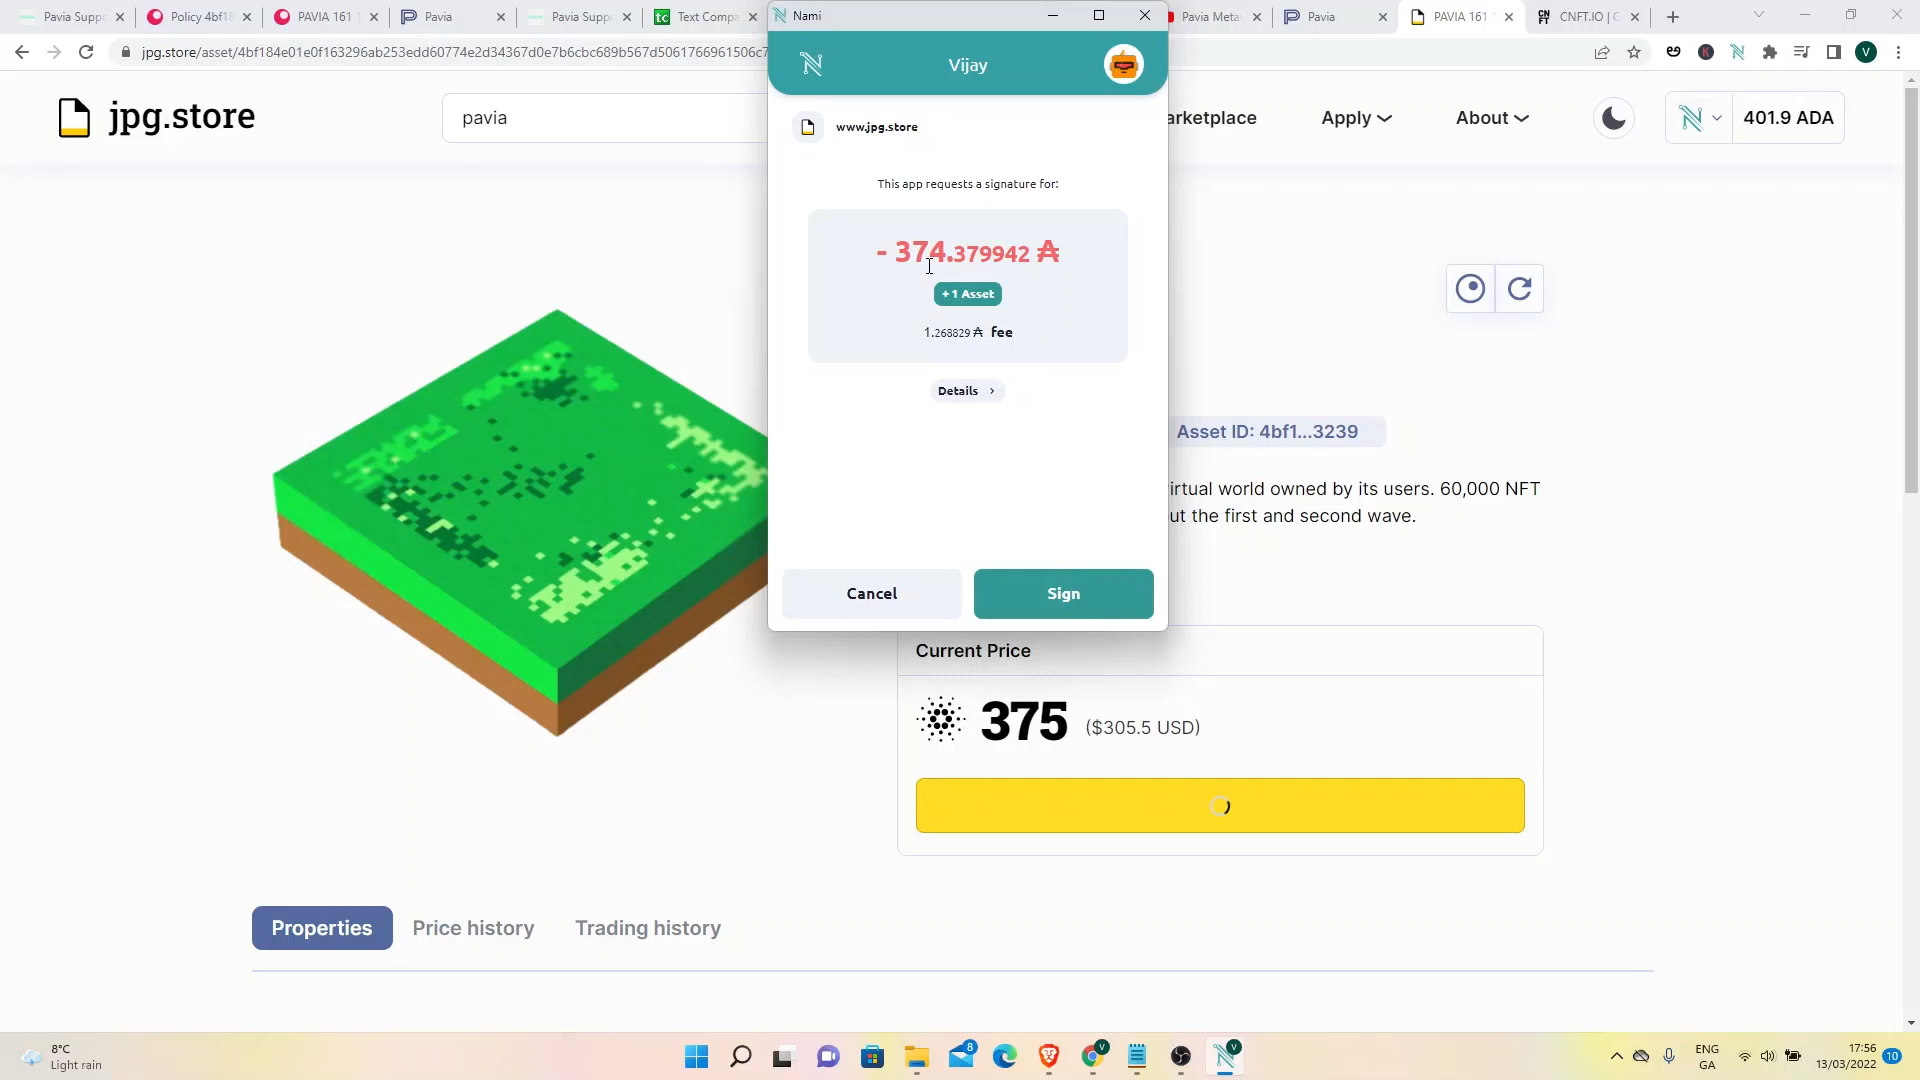 Pavia Supp
Policy 4bf18
PAVIA 161
Pavia
Pavia Supp
Text Compa
Nami
Pavia Meta
Pavia
PAVIA 161
CNFT.IO | C
jpg.store/asset/4bf184e01e0f163296ab253edd60774e2d34367d0e7b6cbc689b567d5061766961506c7
V
jpg.store
pavia
arketplace
Apply
About
401.9 ADA
Vijay
www.jpg.store
This app requests a signature for:
- 374.379942 ₳
+ 1 Asset
1.268829 ₳ fee
Details >
Cancel
Sign
Asset ID: 4bf1...3239
irtual world owned by its users. 60,000 NFT
ut the first and second wave.
Current Price
375 ($305.5 USD)
Properties
Price history
Trading history
8°C
Light rain
8
V
V
ENG
GA
17:56
13/03/2022
10